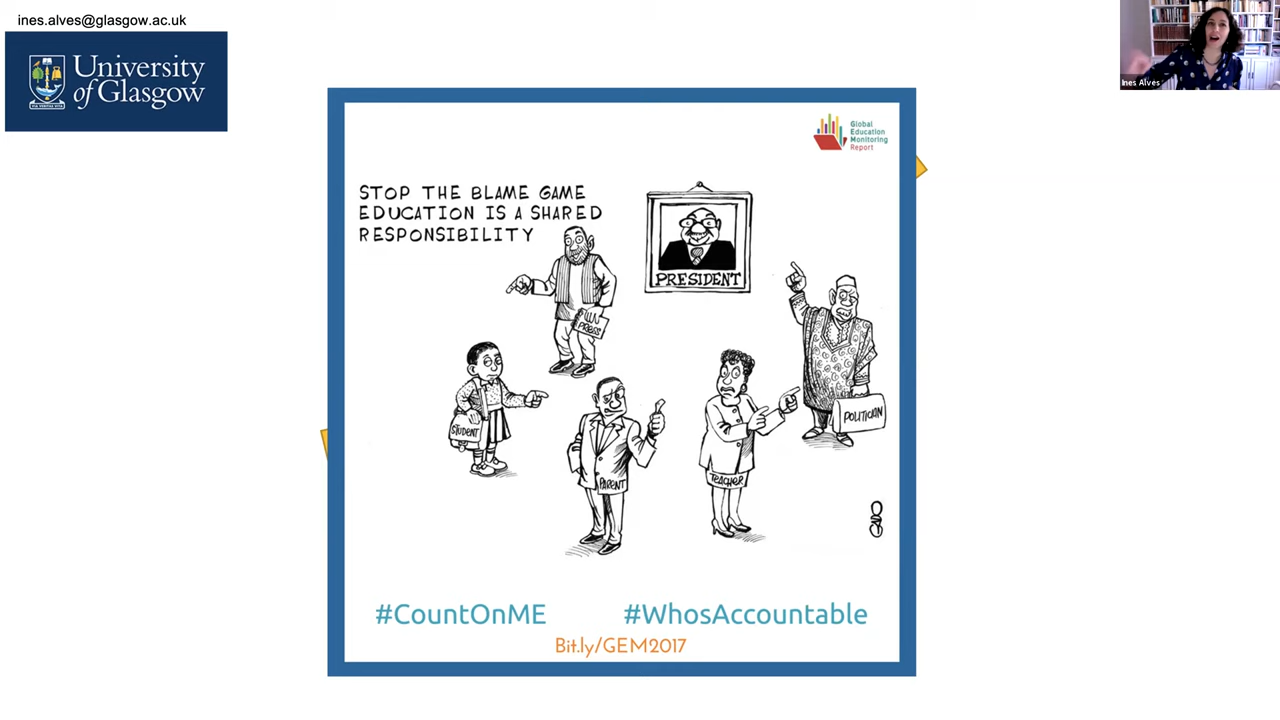 ines.alves@glasgow.ac.uk
University
of Glasgow
Ines Alves
Global
Education
Monitoring
Report
STOP THE BLAME GAME
EDUCATION IS A SHARED
RESPONSIBILITY
PRESIDENT
PRESS
STUDENT
PARENT
TEACHER
POLITICIAN
#CountOnME
#WhosAccountable
Bit.ly/GEM2017